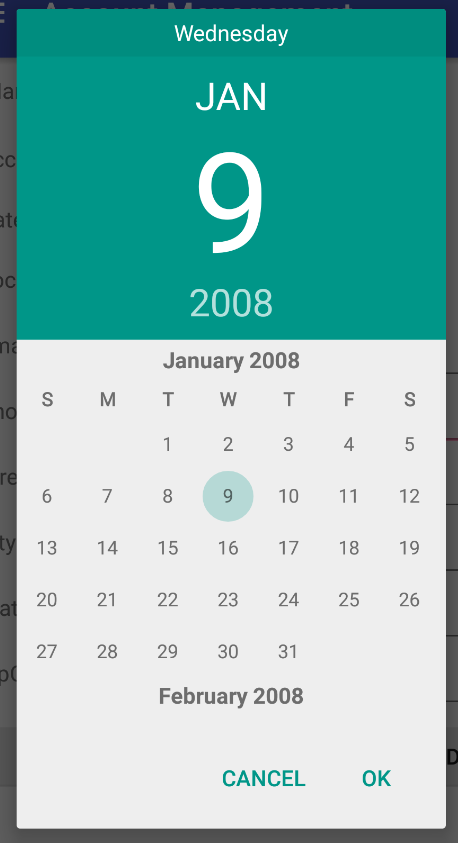 Account Management
Wednesday
JAN
9
2008
January 2008
S M T W T F S
1 2 3 4 5
6 7 8 9 10 11 12
13 14 15 16 17 18 19
20 21 22 23 24 25 26
27 28 29 30 31
February 2008
CANCEL OK